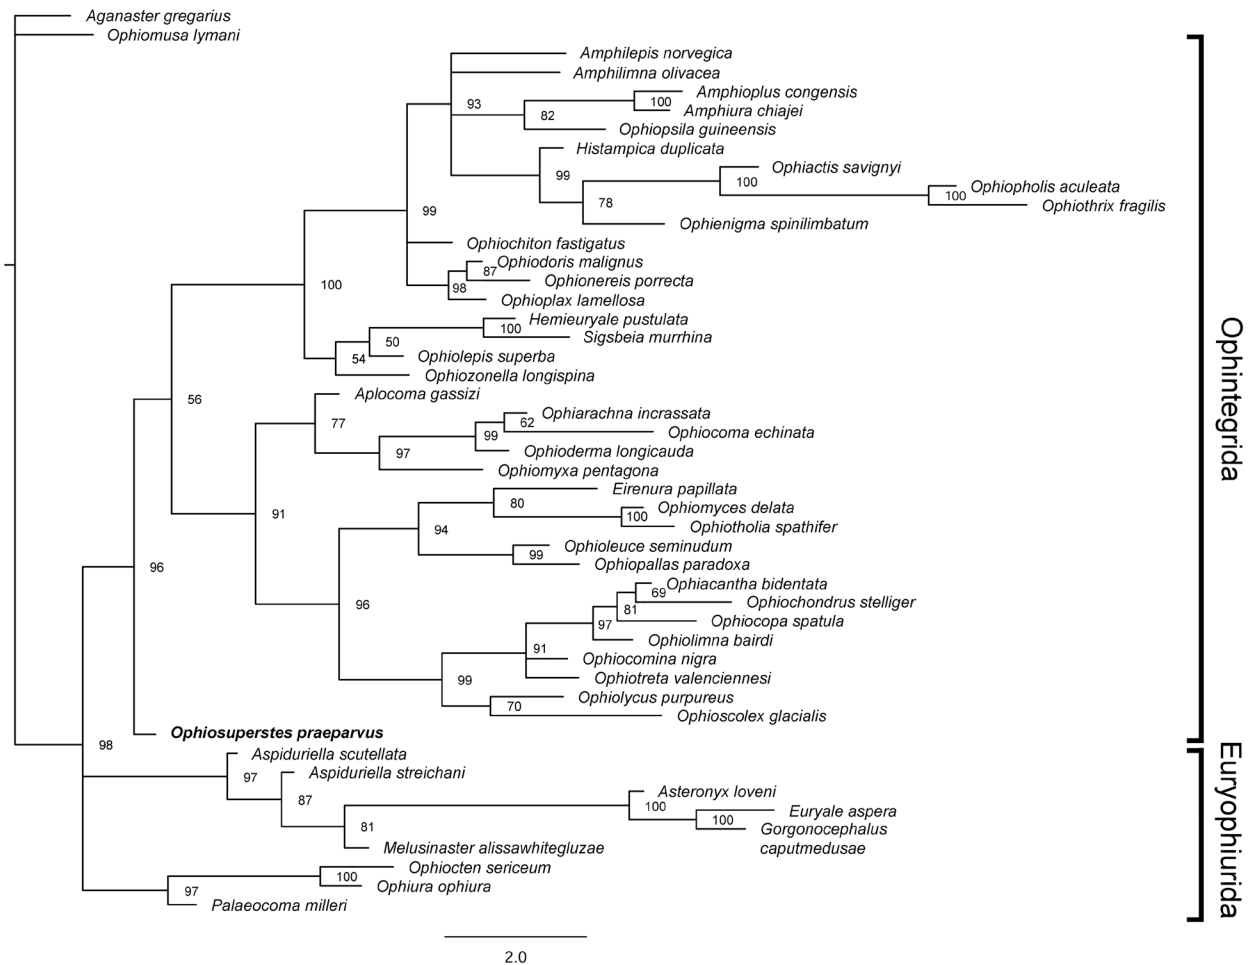 Aganaster gregarius
Ophiomusa lymani
Amphilepis norvegica
Amphilimna olivacea
93
Amphioplus congensis
100
Amphiura chiajei
82
Ophiopsila guineensis
Histampica duplicata
99
Ophiactis savignyi
100
Ophiopholis aculeata
100
Ophiothrix fragilis
78
Ophienigma spinilimbatum
99
Ophiochiton fastigatus
Ophiodoris malignus
87
Ophionereis porrecta
98
Ophioplax lamellosa
100
Hemieuryale pustulata
100
Sigsbeia murrhina
50
54
Ophiolepis superba
Ophiozonella longispina
56
Aplocoma gassizi
77
Ophiarachna incrassata
62
Ophiocoma echinata
99
97
Ophioderma longicauda
Ophiomyxa pentagona
91
Eirenura papillata
80
Ophiomyces delata
100
Ophiotholia spathifer
94
Ophioleuce seminudum
99
Ophiopallas paradoxa
96
96
Ophiacantha bidentata
69
Ophiochondrus stelliger
81
Ophiocopa spatula
97
Ophiolimna bairdi
91
Ophiocomina nigra
Ophiotreta valenciennesi
99
Ophiolycus purpureus
70
Ophioscolex glacialis
Ophiosuperstes praeparvus
98
Aspiduriella scutellata
97
Aspiduriella streichani
87
Asteronyx loveni
100
Euryale aspera
100
Gorgonocephalus
caputmedusae
81
Melusinaster alissawhitegluzae
Ophiocten sericeum
100
Ophiura ophiura
97
Palaeocoma milleri
2.0
Ophintegrida
Euryophiurida